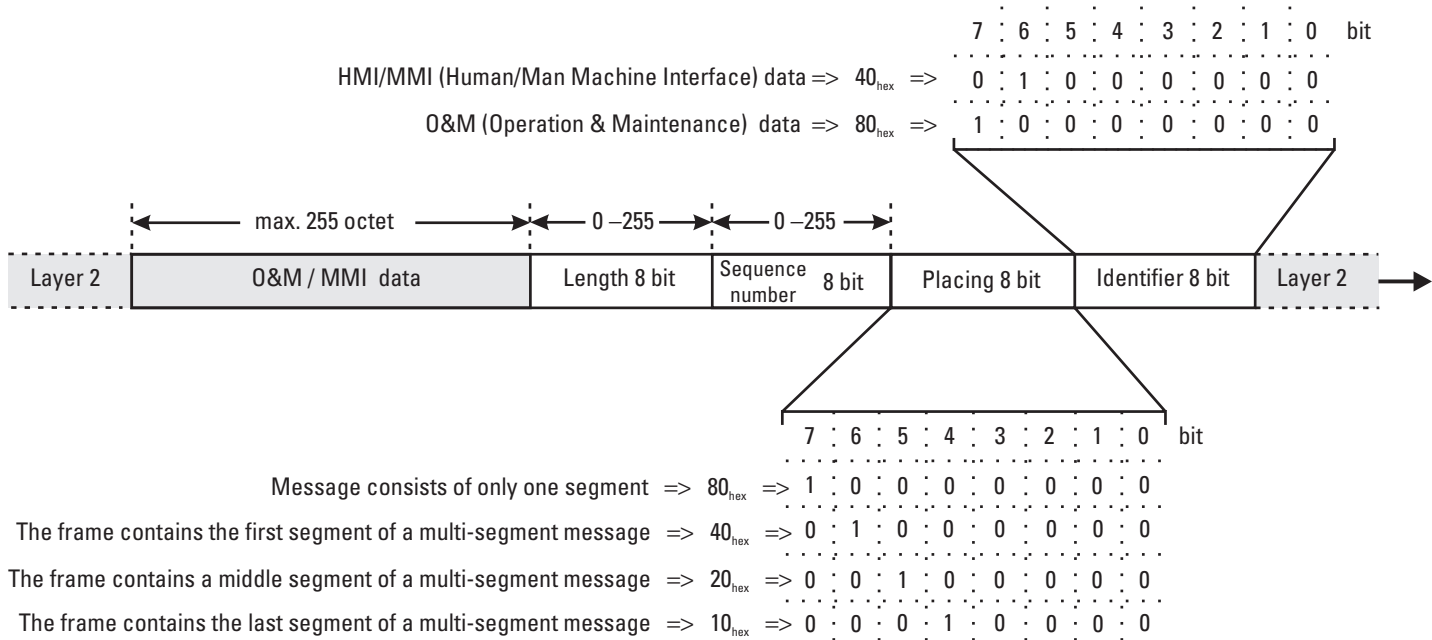 7 6 5 4 3 2 1 0 bit
HMI/MMI (Human/Man Machine Interface) data => 40hex => 0 1 0 0 0 0 0 0
O&M (Operation & Maintenance) data => 80hex => 1 0 0 0 0 0 0 0
max. 255 octet 0 –255 0 –255
Layer 2 O&M / MMI data Length 8 bit Sequence number 8 bit Placing 8 bit Identifier 8 bit Layer 2
7 6 5 4 3 2 1 0 bit
Message consists of only one segment => 80hex => 1 0 0 0 0 0 0 0
The frame contains the first segment of a multi-segment message => 40hex => 0 1 0 0 0 0 0 0
The frame contains a middle segment of a multi-segment message => 20hex => 0 0 1 0 0 0 0 0
The frame contains the last segment of a multi-segment message => 10hex => 0 0 0 1 0 0 0 0